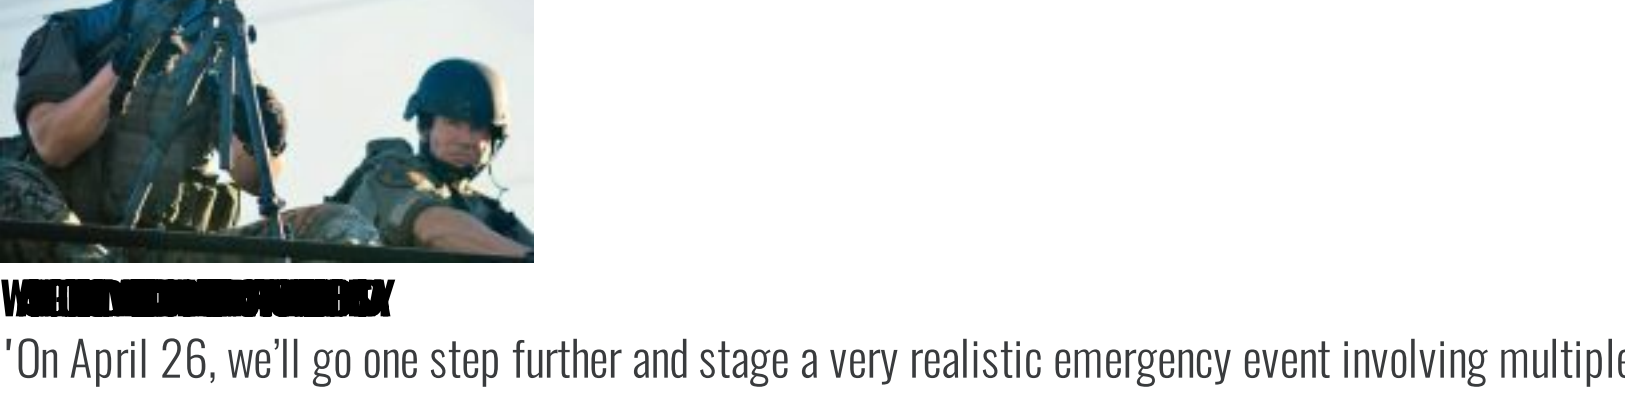 "On April 26, we’ll go one step further and stage a very realistic emergency event involving multiple